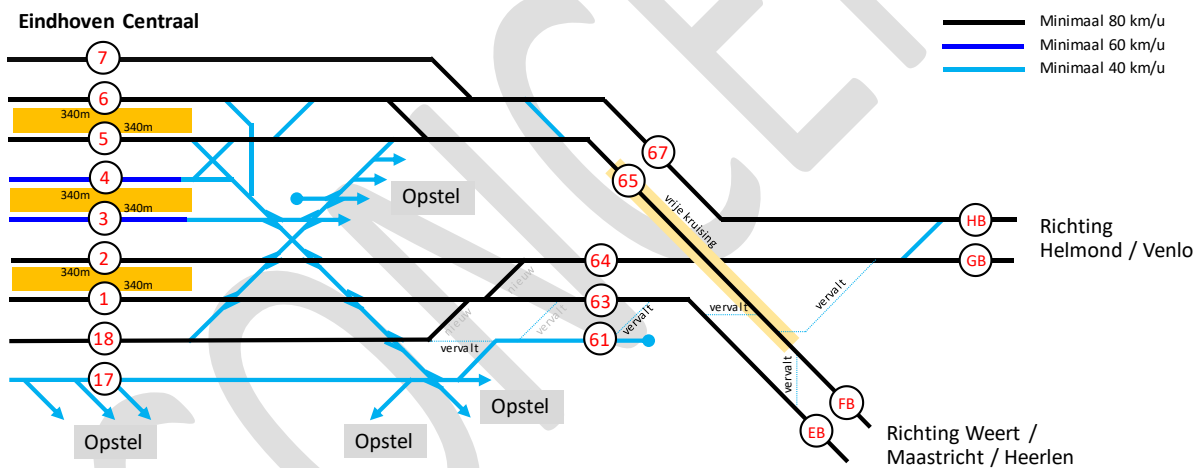 Eindhoven Centraal
Minimaal 80 km/u
Minimaal 60 km/u
Minimaal 40 km/u
7
6
340m
340m
5
67
4
65
Opstel
340m
340m
3
vrije kruising
HB
Richting
Helmond / Venlo
2
64
GB
340m
340m
nieuw
vervalt
1
63
vervalt
vervalt
nieuw
vervalt
18
vervalt
61
vervalt
17
FB
EB
Opstel
Opstel
Opstel
Richting Weert /
Maastricht / Heerlen
CONCEPT